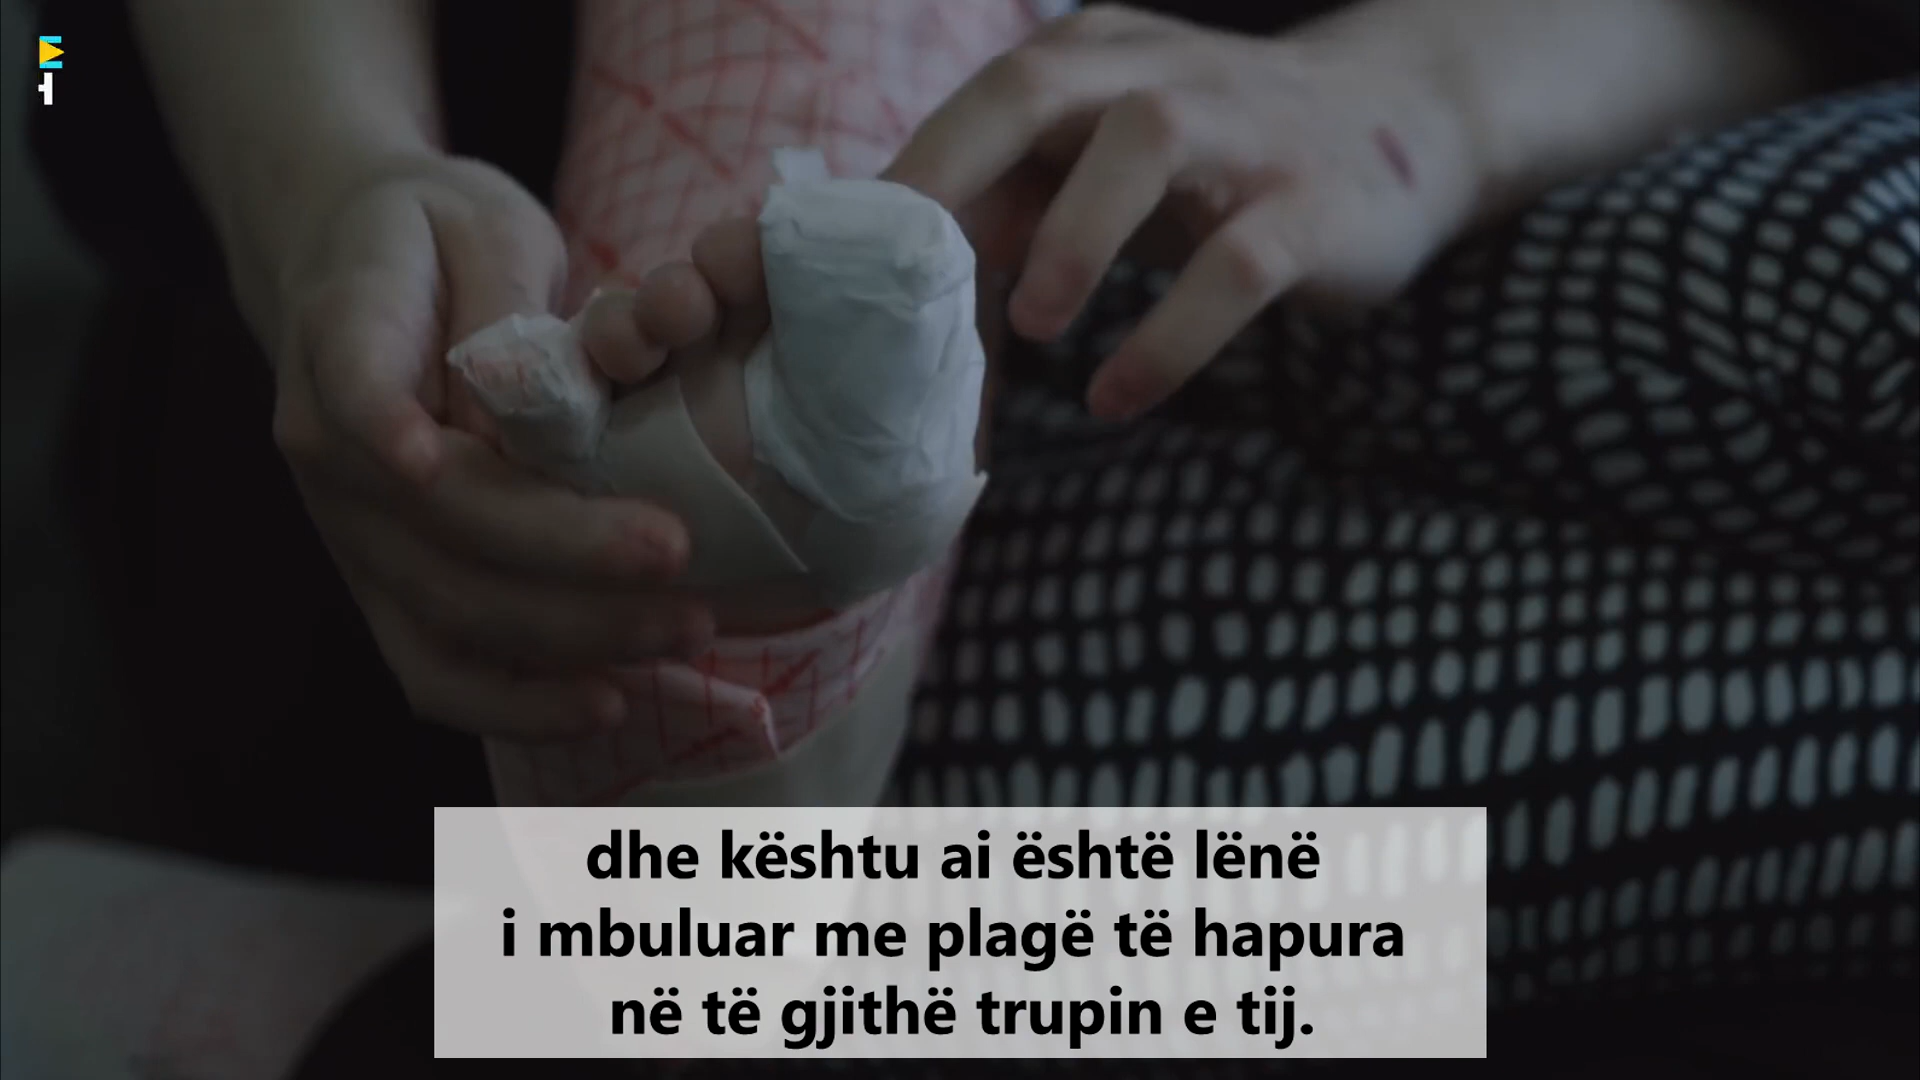 dhe kështu ai është lënë
i mbuluar me plagë të hapura
në të gjithë trupin e tij.